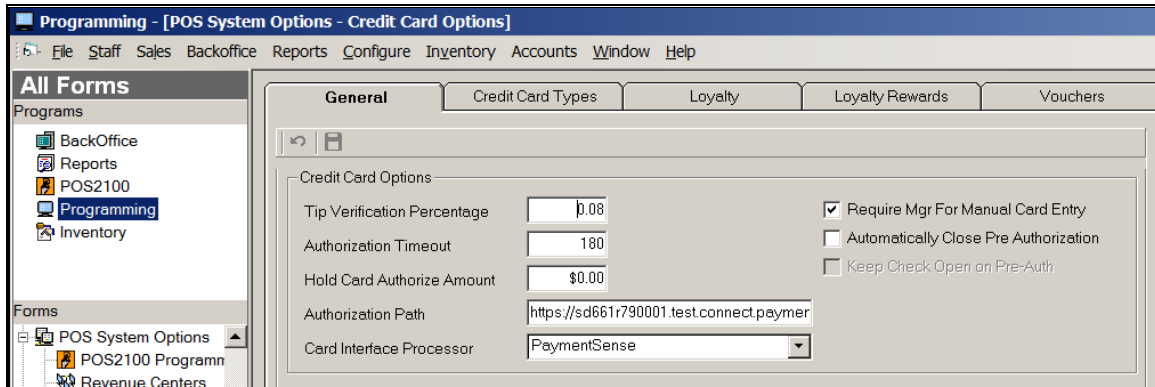 Programming - [POS System Options - Credit Card Options]
File Staff Sales Backoffice Reports Configure Inventory Accounts Window Help
All Forms
Programs
BackOffice
Reports
POS2100
Programming
Inventory
Forms
POS System Options
POS2100 Programm
Revenue Centers
General Credit Card Types Loyalty Loyalty Rewards Vouchers
Credit Card Options
Tip Verification Percentage 0.08
Authorization Timeout 180
Hold Card Authorize Amount $0.00
Authorization Path https://sd661r790001.test.connect.paymer
Card Interface Processor PaymentSense
Require Mgr For Manual Card Entry
Automatically Close Pre Authorization
Keep Check Open on Pre-Auth